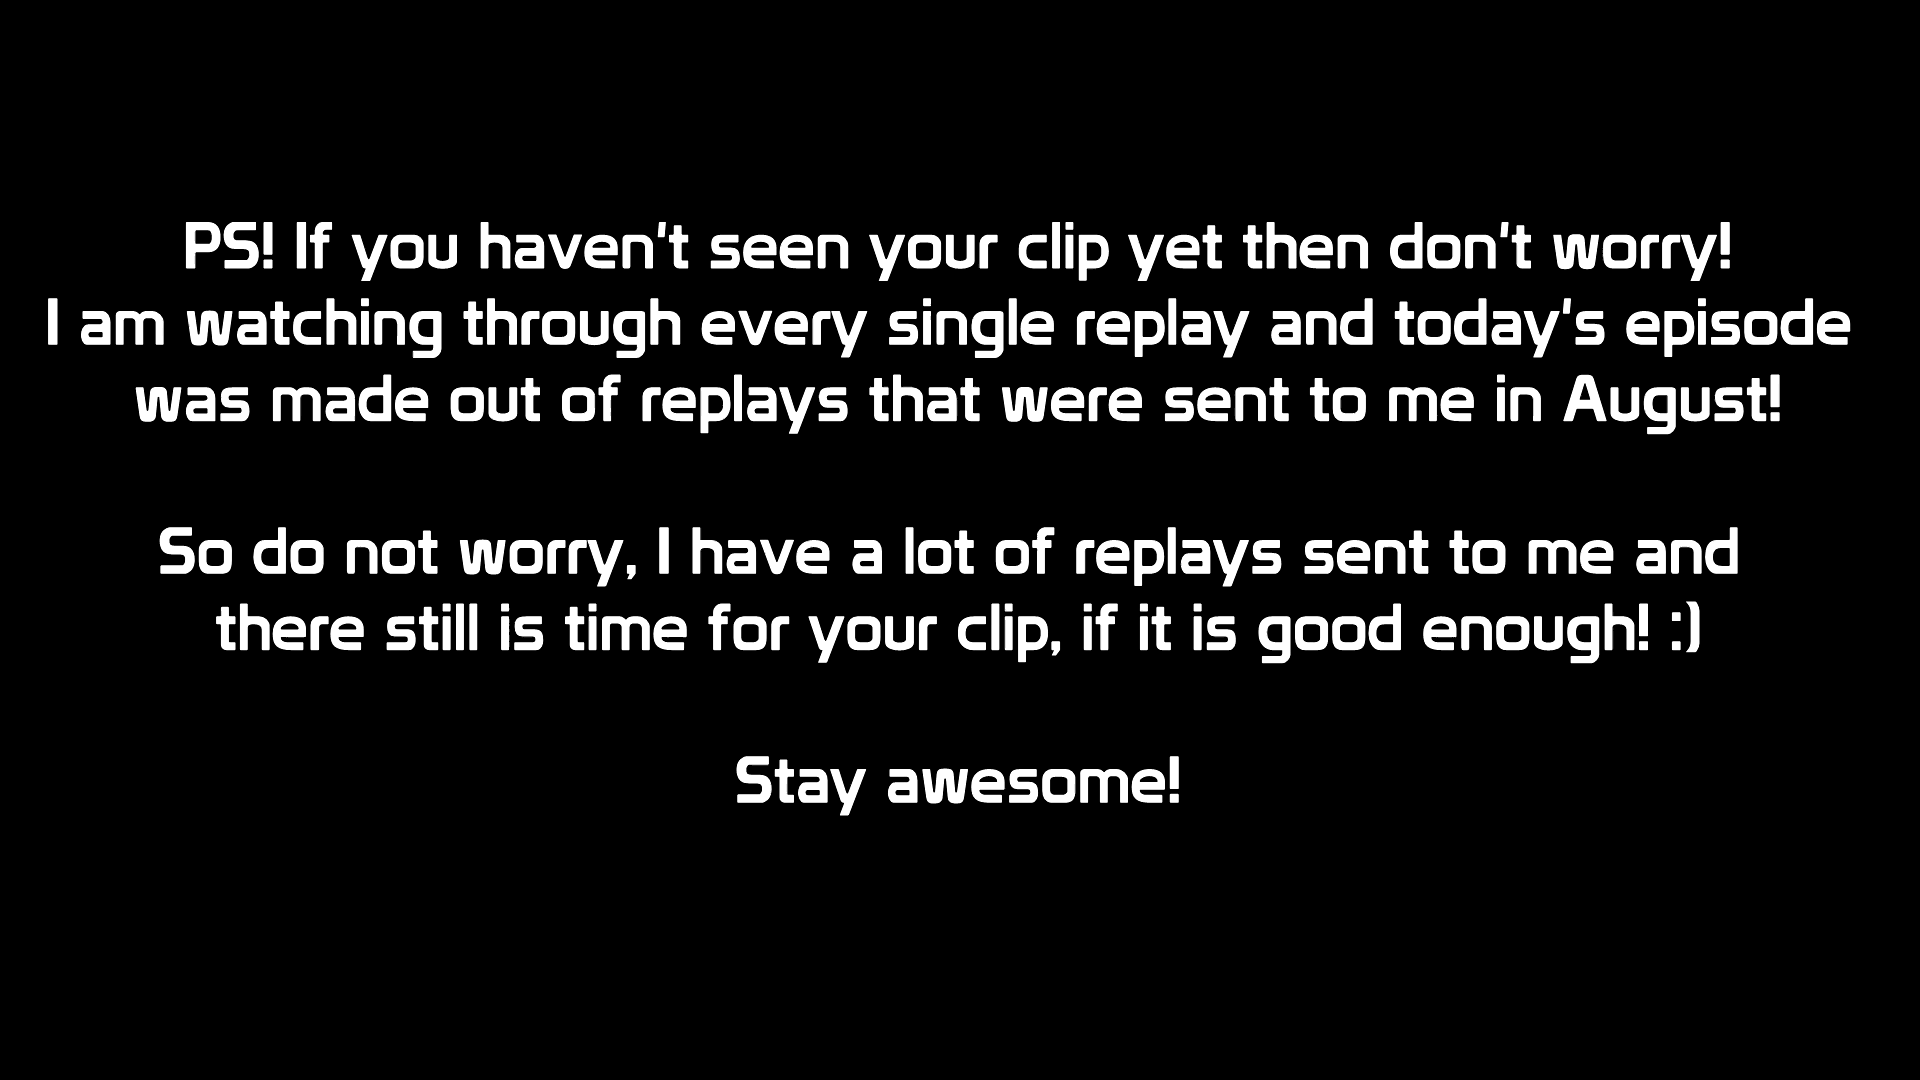 PS! If you haven't seen your clip yet then don't worry!
I am watching through every single replay and today's episode
was made out of replays that were sent to me in August!
So do not worry, I have a lot of replays sent to me and
there still is time for your clip, if it is good enough! :)
Stay awesome!